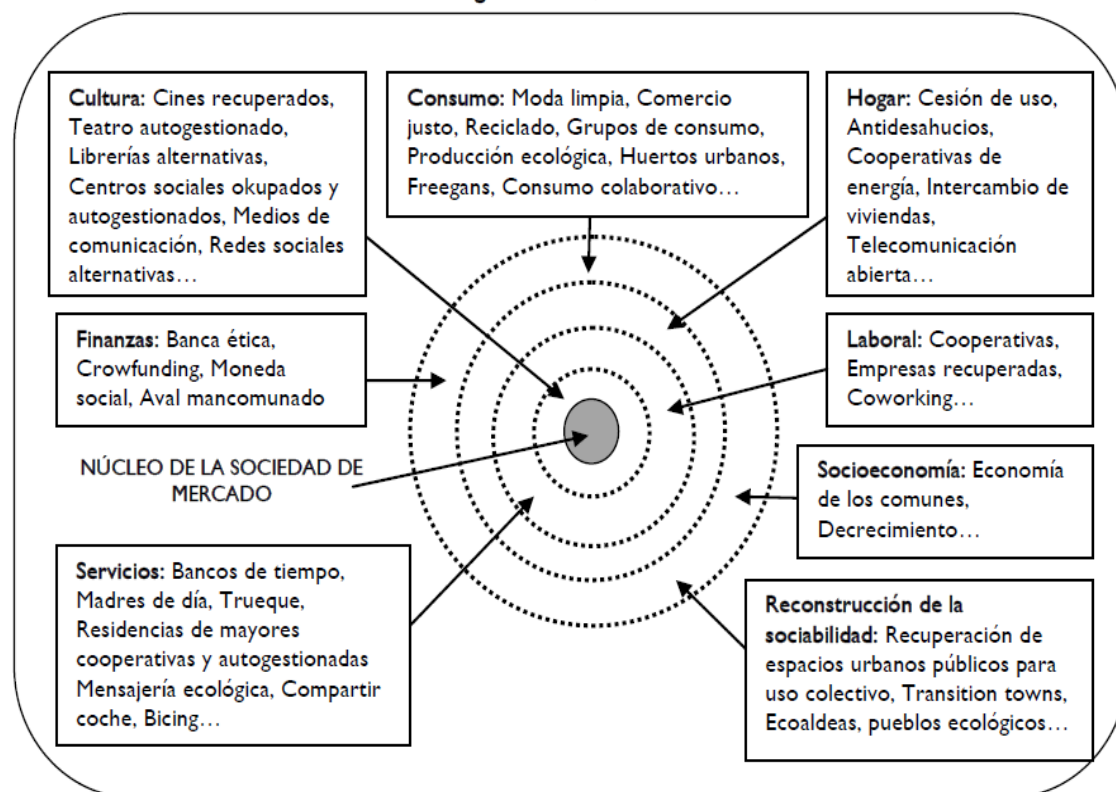 Cultura: Cines recuperados,
Teatro autogestionado,
Librerías alternativas,
Centros sociales okupados y
autogestionados, Medios de
comunicación, Redes sociales
alternativas…
Consumo: Moda limpia, Comercio
justo, Reciclado, Grupos de consumo,
Producción ecológica, Huertos urbanos,
Freegans, Consumo colaborativo…
Hogar: Cesión de uso,
Antidesahucios,
Cooperativas de
energía, Intercambio de
viviendas,
Telecomunicación
abierta…
Finanzas: Banca ética,
Crowfunding, Moneda
social, Aval mancomunado
Laboral: Cooperativas,
Empresas recuperadas,
Coworking…
NÚCLEO DE LA SOCIEDAD DE
MERCADO
Socioeconomía: Economía
de los comunes,
Decrecimiento…
Servicios: Bancos de tiempo,
Madres de día, Trueque,
Residencias de mayores
cooperativas y autogestionadas
Mensajería ecológica, Compartir
coche, Bicing…
Reconstrucción de la
sociabilidad: Recuperación de
espacios urbanos públicos para
uso colectivo, Transition towns,
Ecoaldeas, pueblos ecológicos…